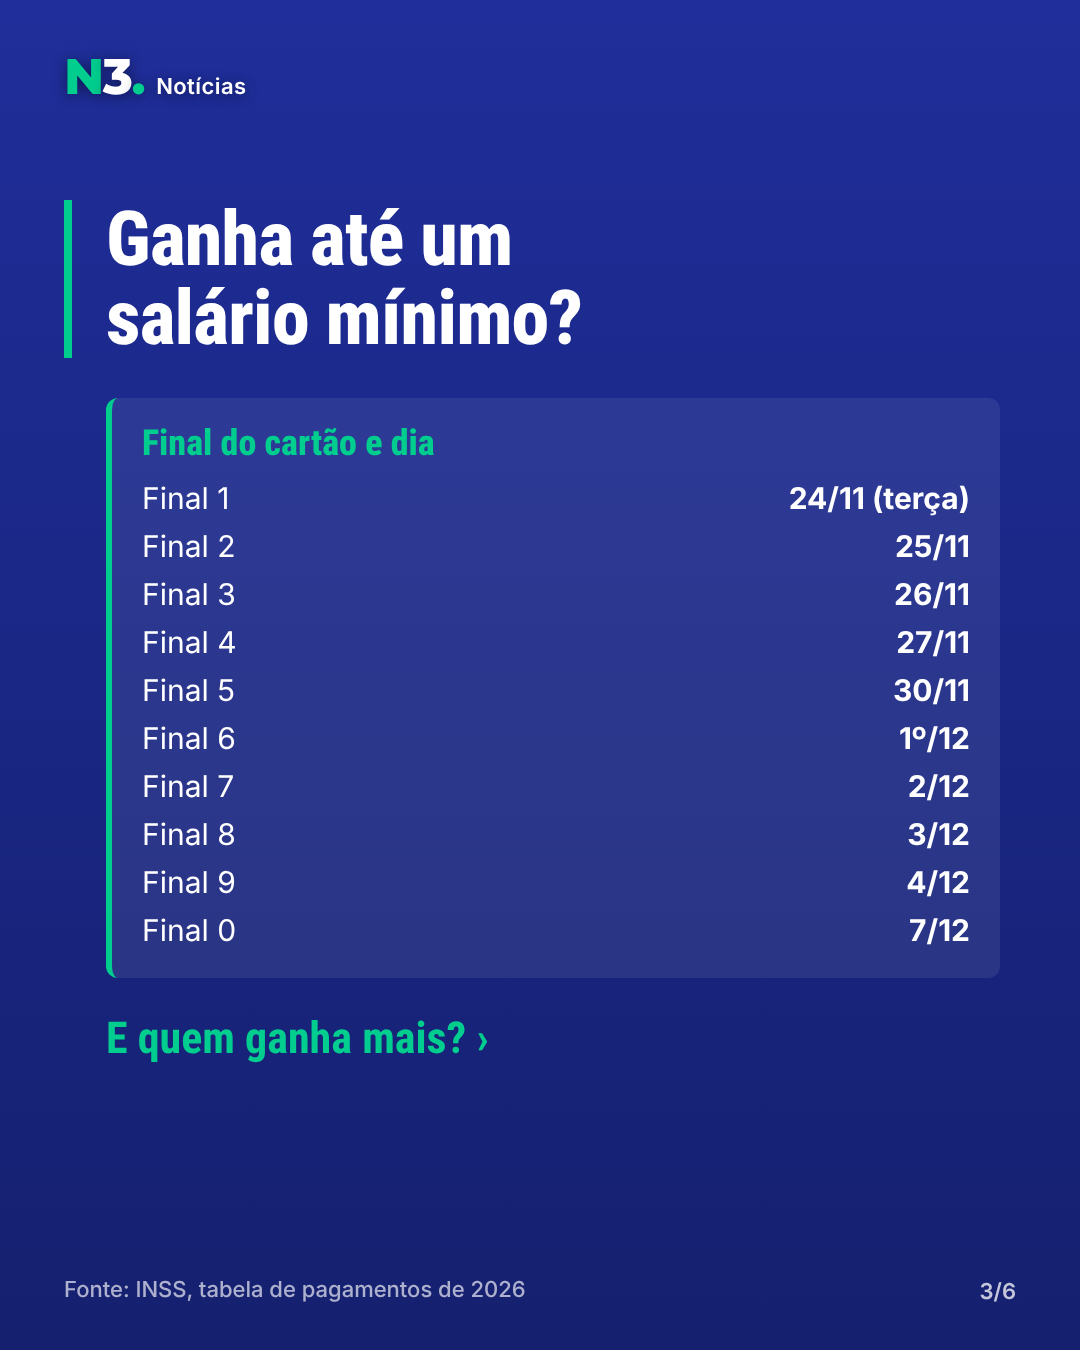 N3. Notícias
Ganha até um
salário mínimo?
Final do cartão e dia
Final 1 24/11 (terça)
Final 2 25/11
Final 3 26/11
Final 4 27/11
Final 5 30/11
Final 6 1º/12
Final 7 2/12
Final 8 3/12
Final 9 4/12
Final 0 7/12
E quem ganha mais? ›
Fonte: INSS, tabela de pagamentos de 2026
3/6